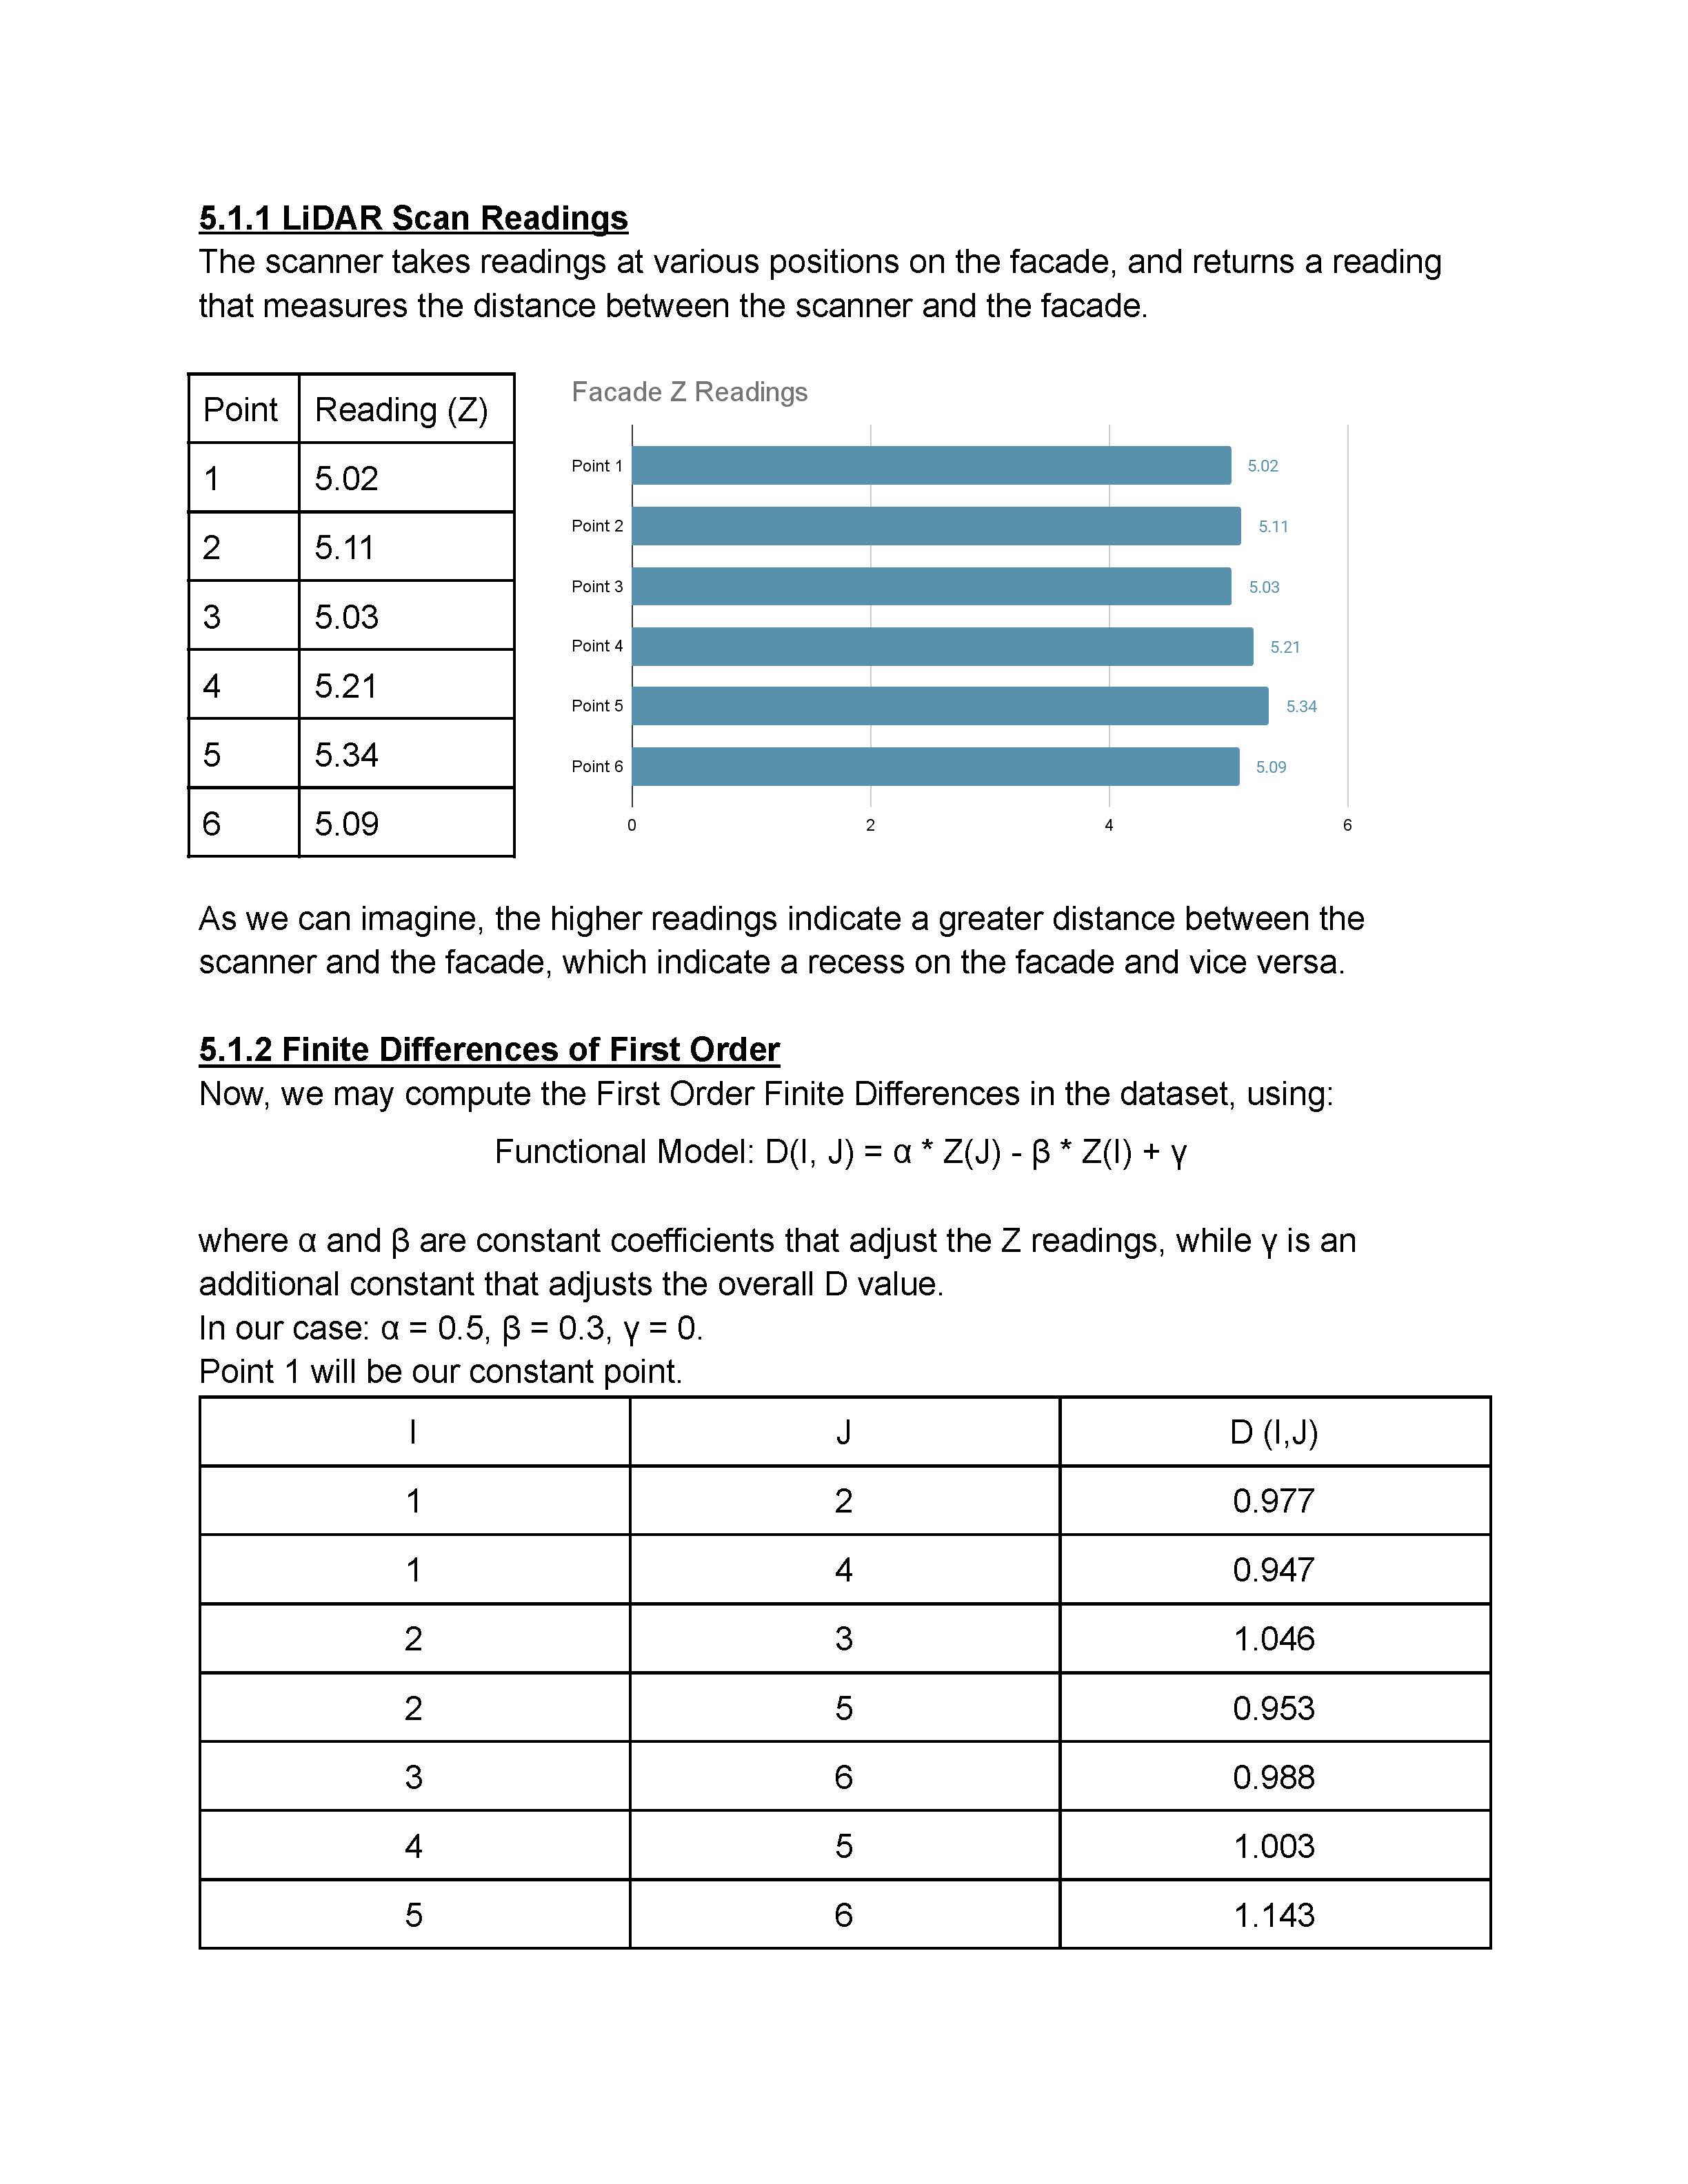 5.1.1 LiDAR Scan Readings
The scanner takes readings at various positions on the facade, and returns a reading
that measures the distance between the scanner and the facade.
Point Reading (Z)
1 5.02
2 5.11
3 5.03
4 5.21
5 5.34
6 5.09
Facade Z Readings
Point 1 5.02
Point 2 5.11
Point 3 5.03
Point 4 5.21
Point 5 5.34
Point 6 5.09
0 2 4 6
As we can imagine, the higher readings indicate a greater distance between the
scanner and the facade, which indicate a recess on the facade and vice versa.
5.1.2 Finite Differences of First Order
Now, we may compute the First Order Finite Differences in the dataset, using:
Functional Model: D(I, J) = α * Z(J) - β * Z(I) + γ
where α and β are constant coefficients that adjust the Z readings, while γ is an
additional constant that adjusts the overall D value.
In our case: α = 0.5, β = 0.3, γ = 0.
Point 1 will be our constant point.
I J D (I,J)
1 2 0.977
1 4 0.947
2 3 1.046
2 5 0.953
3 6 0.988
4 5 1.003
5 6 1.143